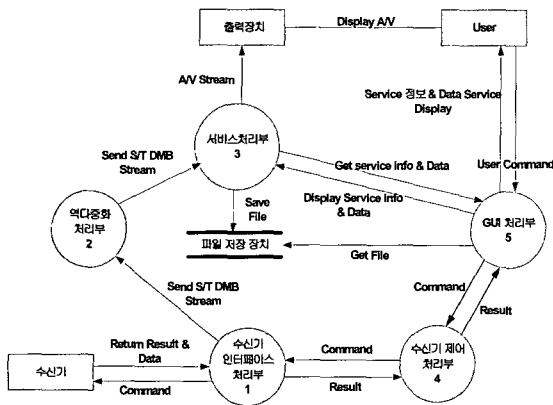 출력장치
Display A/V
User
A/V Stream
Service 정보 & Data Service
Display
서비스처리부
3
Send S/T DMB
Stream
Get service info & Data
User Command
Display Service info
& Data
Save
File
역다중화
처리부
2
GUI 처리부
5
파일 저장 장치
Get File
Send S/T DMB
Stream
Command
Result
수신기
인터페이스
처리부
1
Return Result &
Data
Command
수신기 제어
처리부
4
수신기
Command
Result